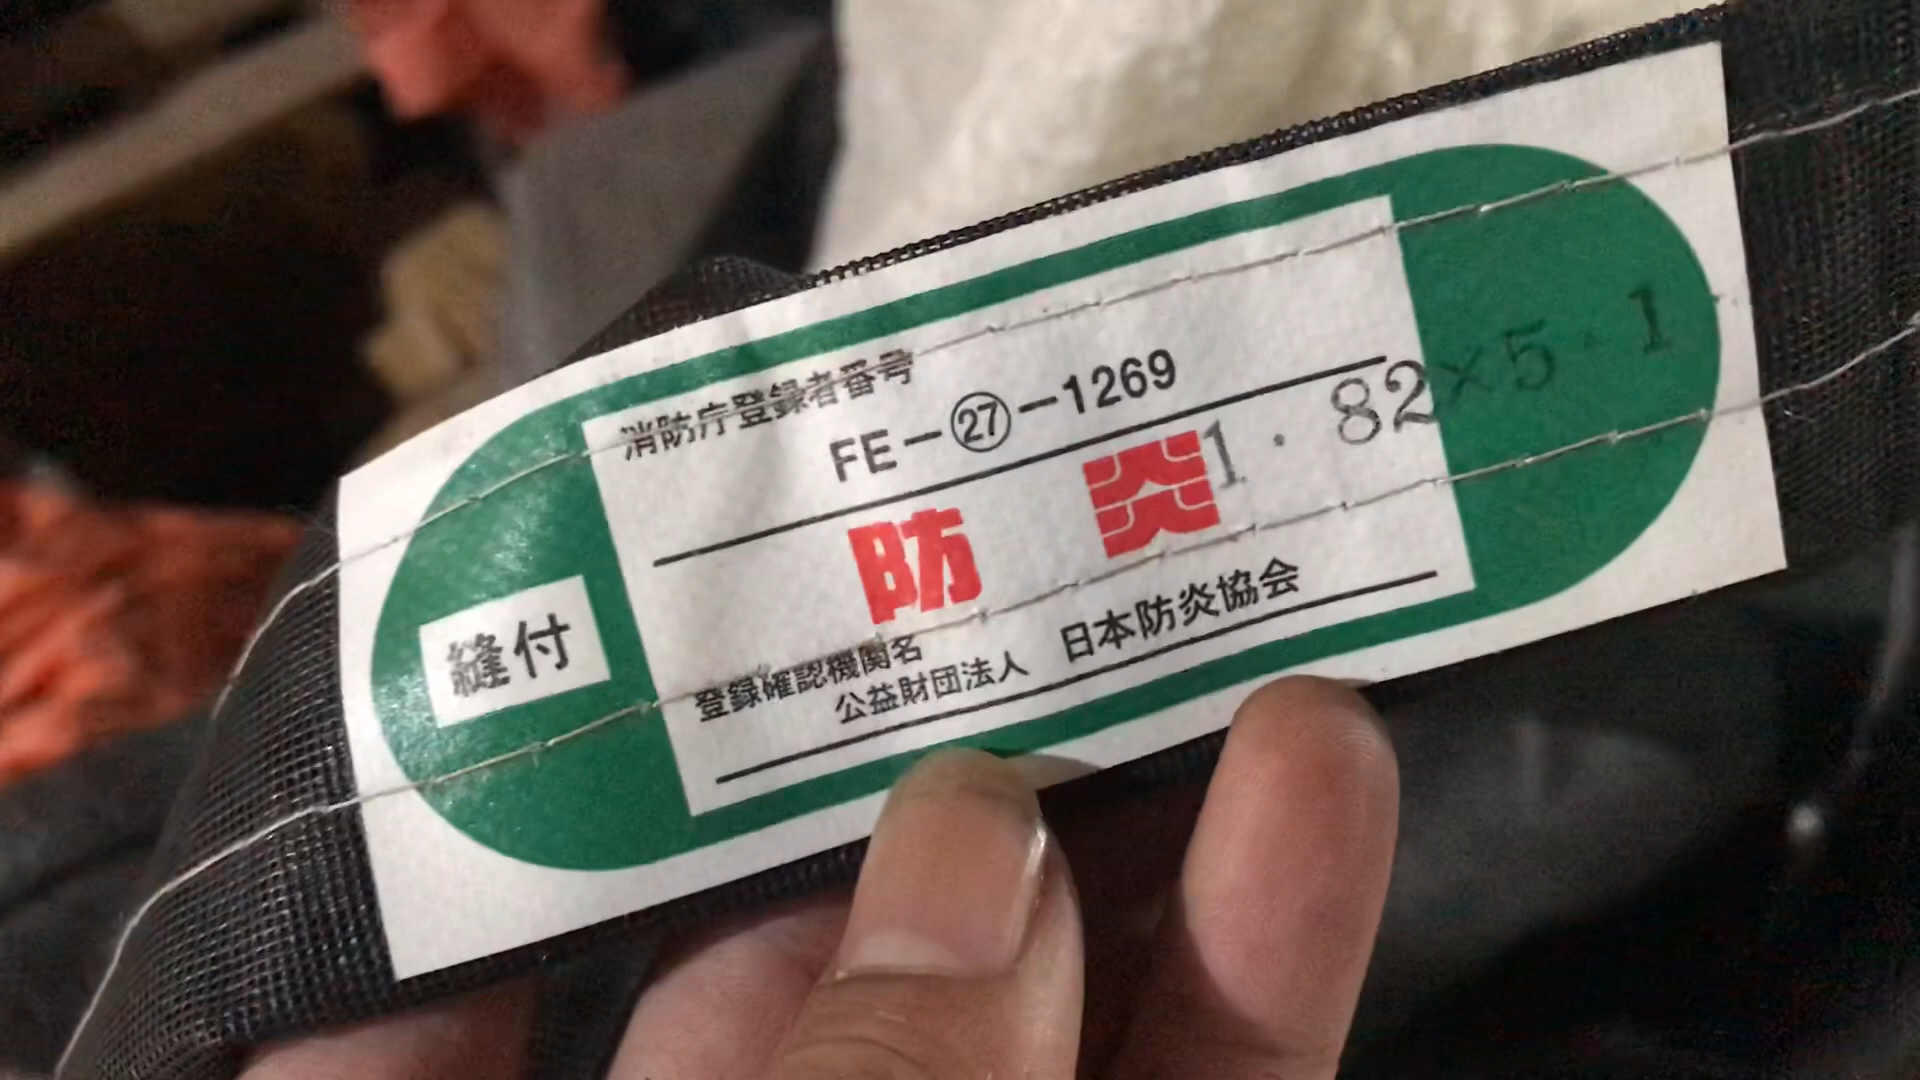 消防庁登録者番号
FE-㉗-1269
1.82×5.1
防炎
縫付
登録確認機関名
公益財団法人 日本防炎協会